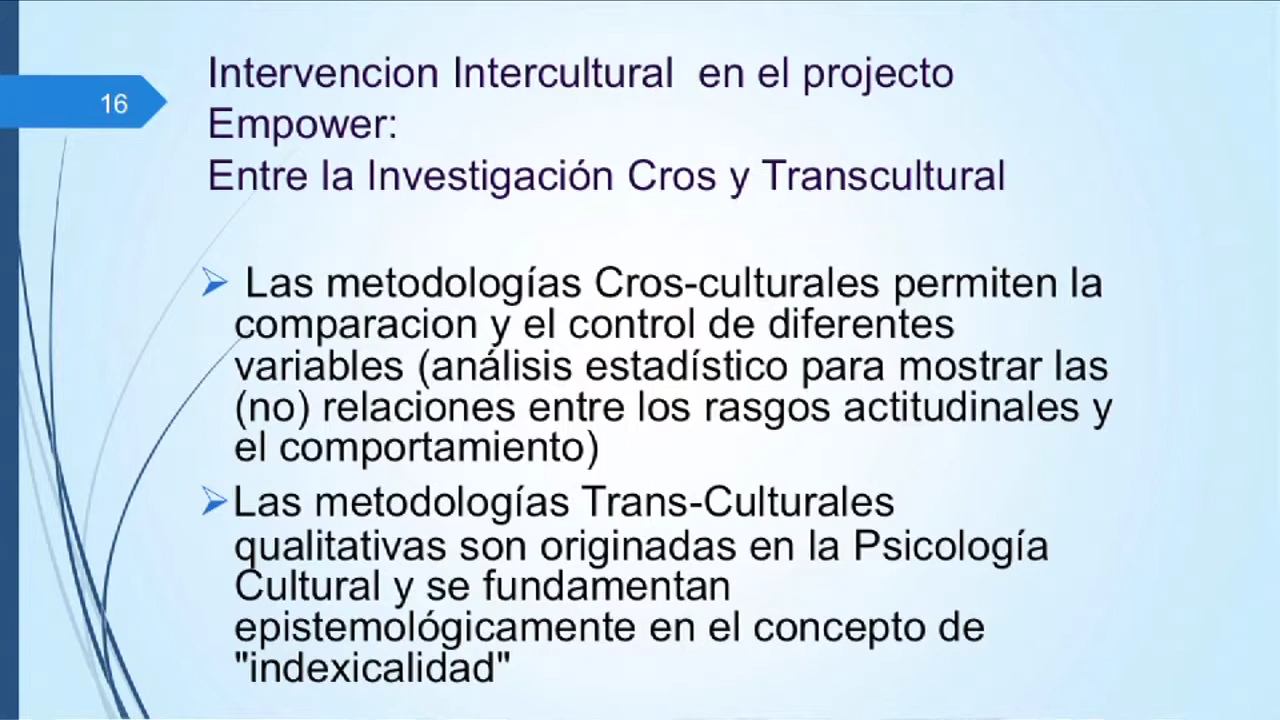 16
Intervencion Intercultural en el projecto
Empower:
Entre la Investigación Cros y Transcultural
Las metodologías Cros-culturales permiten la
comparacion y el control de diferentes
variables (análisis estadístico para mostrar las
(no) relaciones entre los rasgos actitudinales y
el comportamiento)
Las metodologías Trans-Culturales
qualitativas son originadas en la Psicología
Cultural y se fundamentan
epistemológicamente en el concepto de
"indexicalidad"